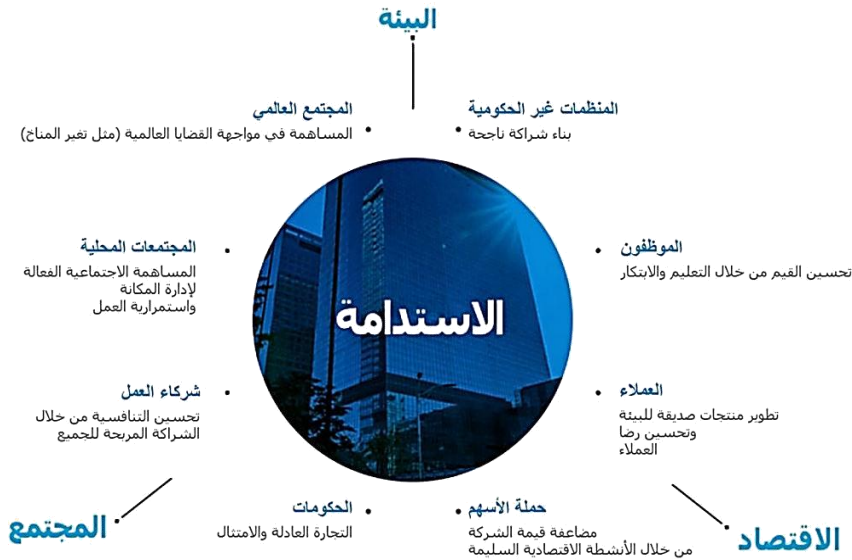 البيئة
المنظمات غير الحكومية
بناء شراكة ناجحة
المجتمع العالمي
المساهمة في مواجهة القضايا العالمية (مثل تغير المناخ)
الموظفون
تحسين القيم من خلال التعليم والابتكار
المجتمعات المحلية
المساهمة الاجتماعية الفعالة
لإدارة المكانة
واستمرارية العمل
الاستدامة
العملاء
تطوير منتجات صديقة للبيئة
وتحسين رضا
العملاء
شركاء العمل
تحسين التنافسية من خلال
الشراكة المربحة للجميع
حملة الأسهم
مضاعفة قيمة الشركة
من خلال الأنشطة الاقتصادية السليمة
الحكومات
التجارة العادلة والامتثال
الاقتصاد
المجتمع